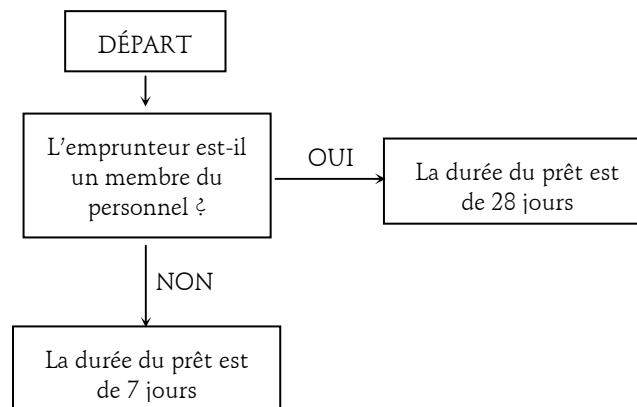 DÉPART
L'emprunteur est-il
un membre du
personnel ?
OUI
La durée du prêt est
de 28 jours
NON
La durée du prêt est
de 7 jours